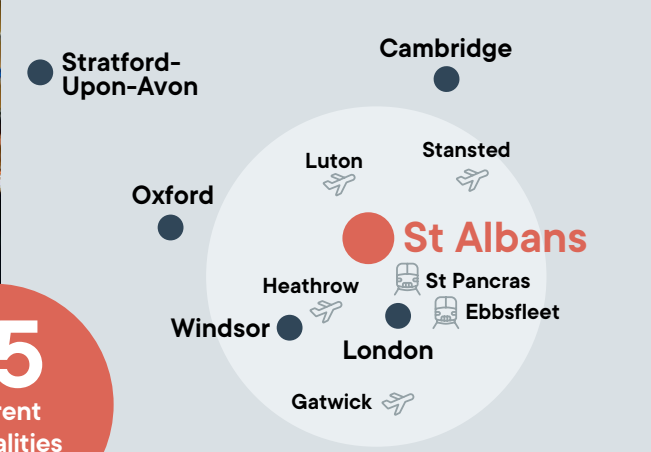 Stratford-
Upon-Avon
Cambridge
Luton
Stansted
Oxford
St Albans
Heathrow
St Pancras
Ebbsfleet
Windsor
London
Gatwick
5